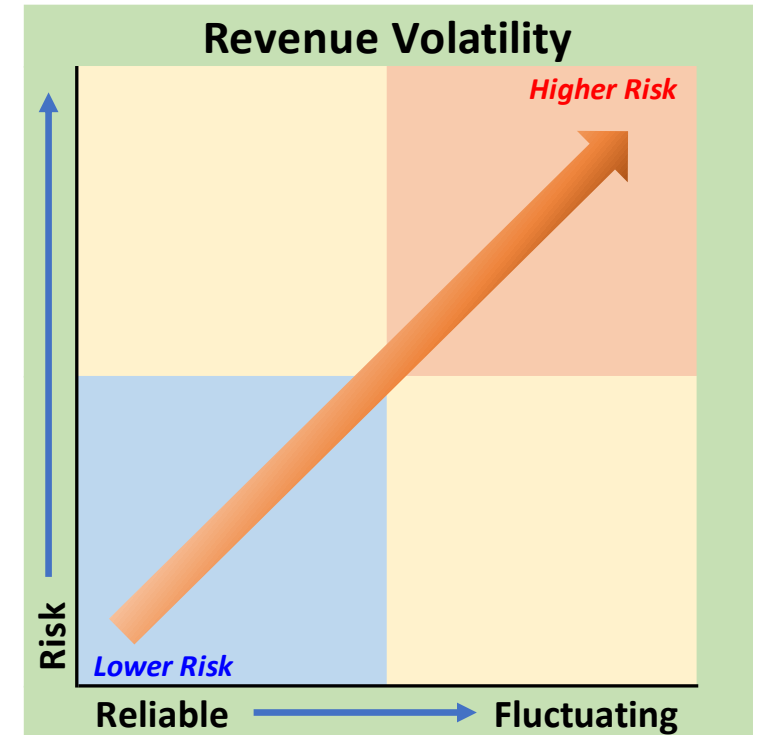 Revenue Volatility
Higher Risk
Risk
Lower Risk
Reliable
Fluctuating